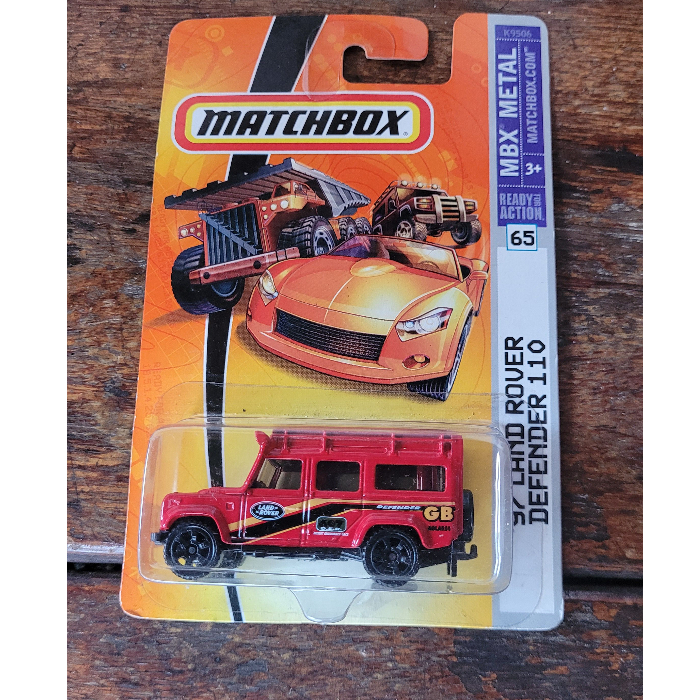 K9506
MATCHBOX
MBX METAL
MATCHBOX.COM™
3+
READY FOR
ACTION
65
97 LAND ROVER
DEFENDER 110
LAND-
ROVER
DEFENDER
GB